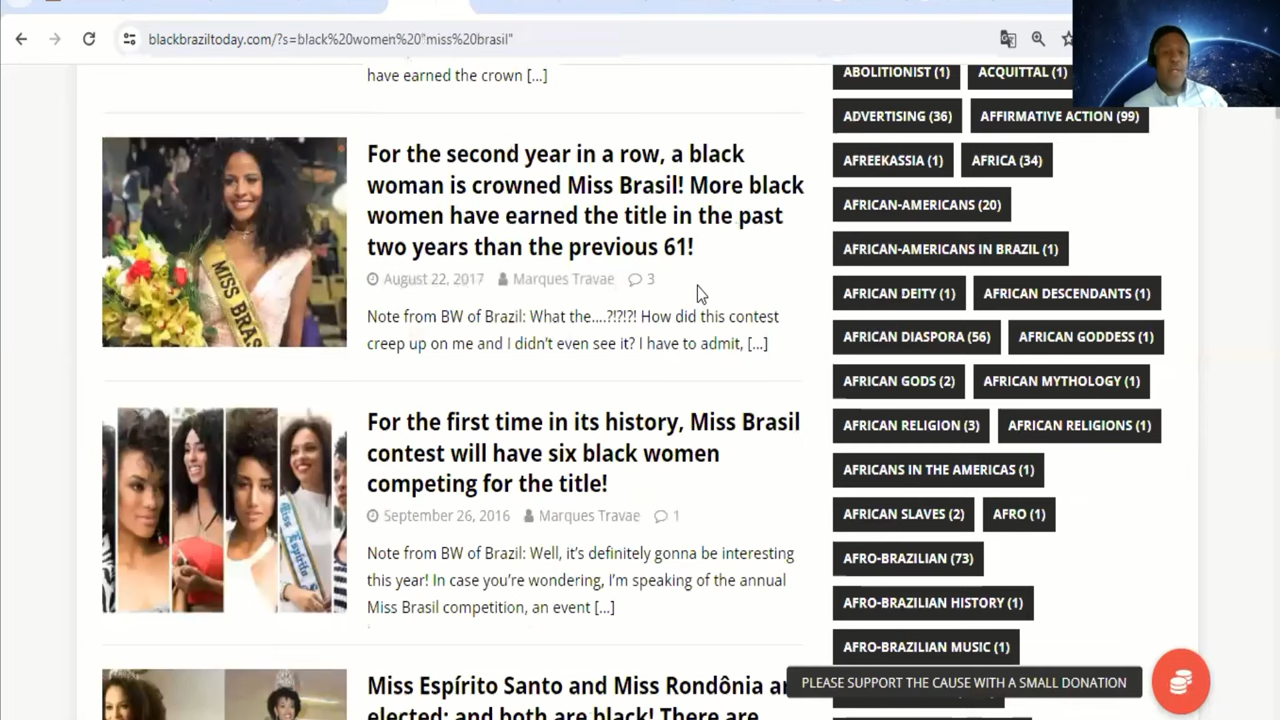 blackbraziltoday.com/?s=black%20women%20"miss%20brasil"
have earned the crown [...]
For the second year in a row, a black
woman is crowned Miss Brasil! More black
women have earned the title in the past
two years than the previous 61!
August 22, 2017 Marques Travae 3
Note from BW of Brazil: What the....?!?!?! How did this contest
creep up on me and I didn't even see it? I have to admit, [...]
MISS BRAS
For the first time in its history, Miss Brasil
contest will have six black women
competing for the title!
September 26, 2016 Marques Travae 1
Note from BW of Brazil: Well, it's definitely gonna be interesting
this year! In case you're wondering, I'm speaking of the annual
Miss Brasil competition, an event [...]
Miss Espírito
Miss Espírito Santo and Miss Rondônia ar
elected; and both are black! There are
ABOLITIONIST (1) ACQUITTAL (1)
ADVERTISING (36) AFFIRMATIVE ACTION (99)
AFREEKASSIA (1) AFRICA (34)
AFRICAN-AMERICANS (20)
AFRICAN-AMERICANS IN BRAZIL (1)
AFRICAN DEITY (1) AFRICAN DESCENDANTS (1)
AFRICAN DIASPORA (56) AFRICAN GODDESS (1)
AFRICAN GODS (2) AFRICAN MYTHOLOGY (1)
AFRICAN RELIGION (3) AFRICAN RELIGIONS (1)
AFRICANS IN THE AMERICAS (1)
AFRICAN SLAVES (2) AFRO (1)
AFRO-BRAZILIAN (73)
AFRO-BRAZILIAN HISTORY (1)
AFRO-BRAZILIAN MUSIC (1)
PLEASE SUPPORT THE CAUSE WITH A SMALL DONATION